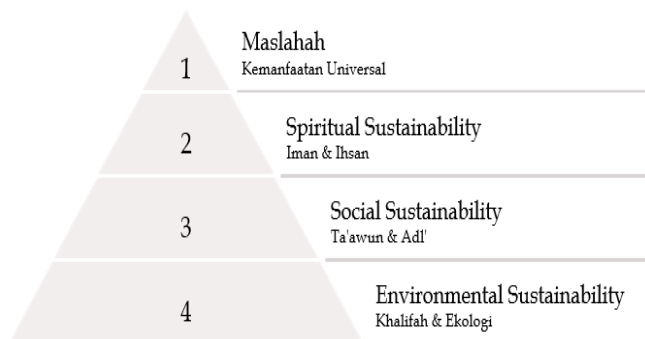 1
Maslahah
Kemanfaatan Universal
2
Spiritual Sustainability
Iman & Ihsan
3
Social Sustainability
Ta'awun & Adl'
4
Environmental Sustainability
Khalifah & Ekologi